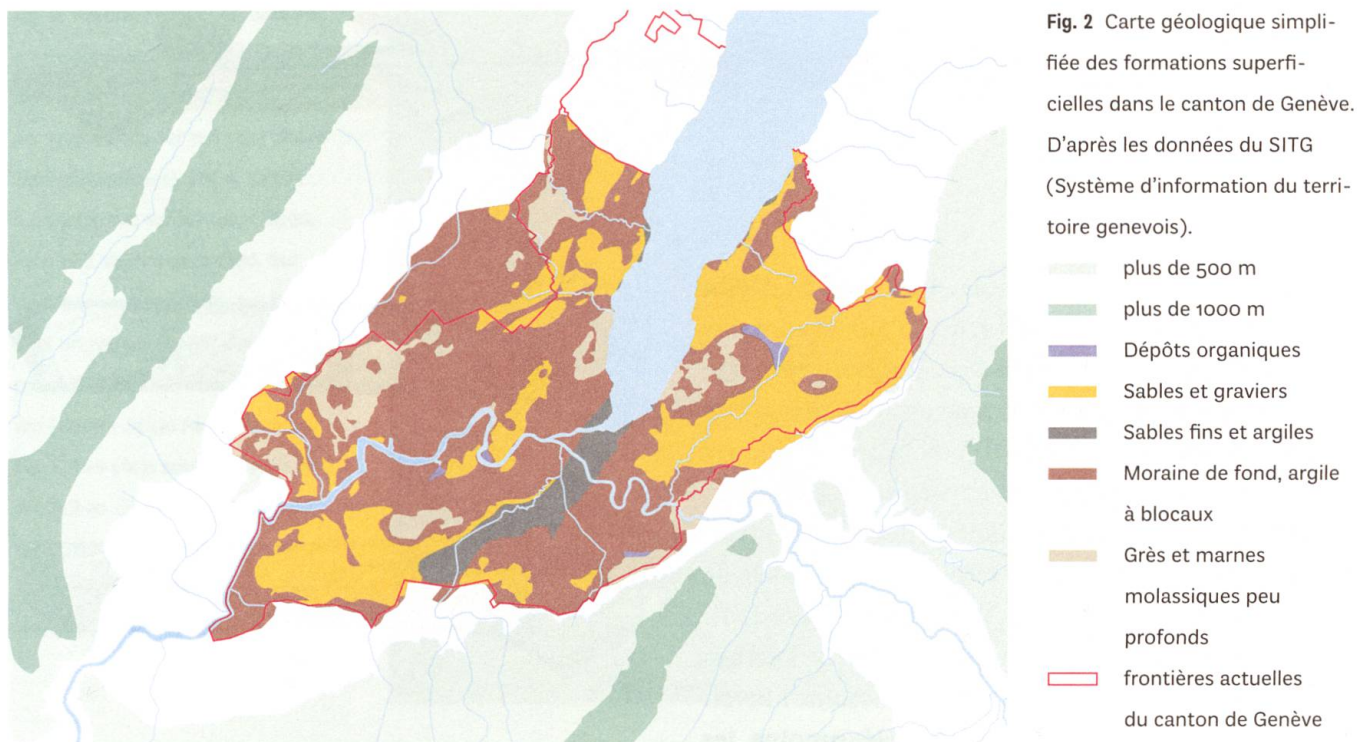 Fig. 2 Carte géologique simpli-
fiée des formations superfi-
cielles dans le canton de Genève.
D'après les données du SITG
(Système d'information du terri-
toire genevois).
plus de 500 m
plus de 1000 m
Dépôts organiques
Sables et graviers
Sables fins et argiles
Moraine de fond, argile
à blocaux
Grès et marnes
molassiques peu
profonds
frontières actuelles
du canton de Genève